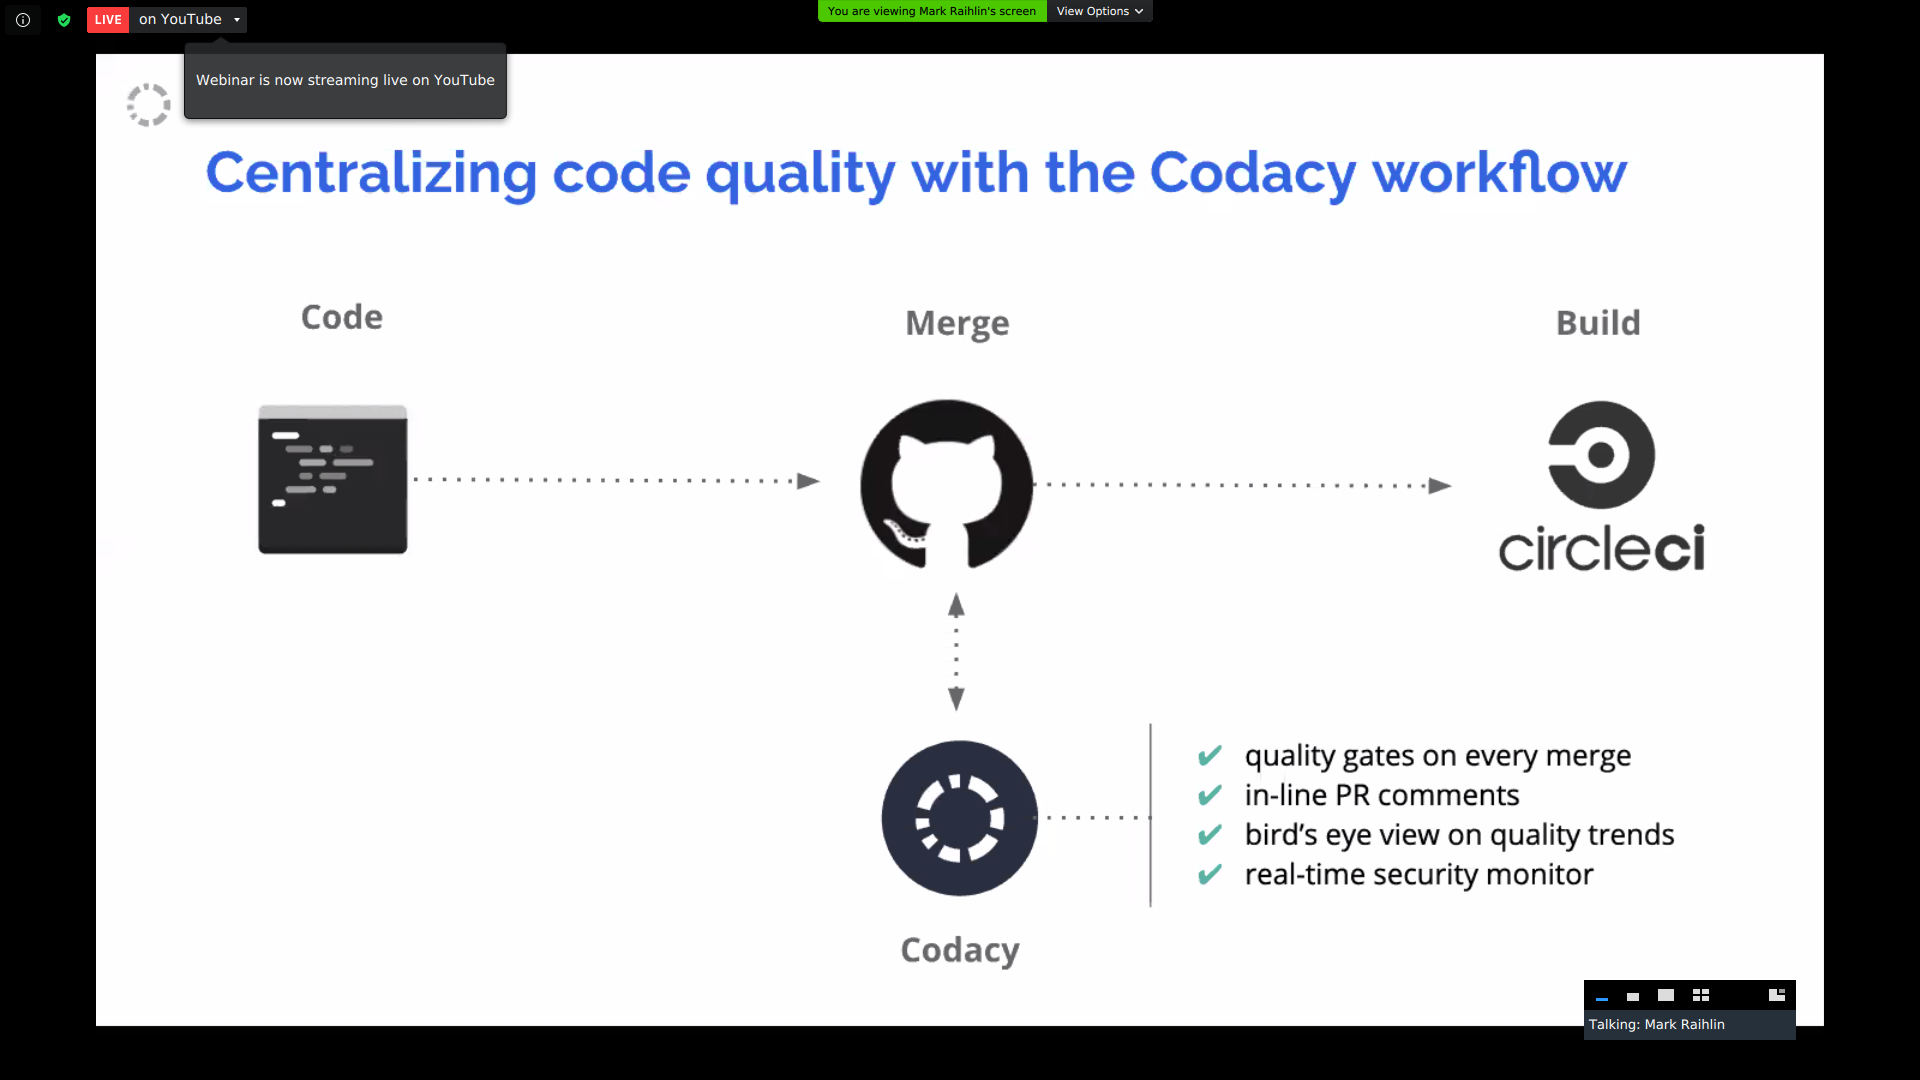 LIVE on YouTube
You are viewing Mark Raihlin's screen View Options
Webinar is now streaming live on YouTube
Centralizing code quality with the Codacy workflow
Code
Merge
Build
circleci
quality gates on every merge
in-line PR comments
bird’s eye view on quality trends
real-time security monitor
Codacy
Talking: Mark Raihlin